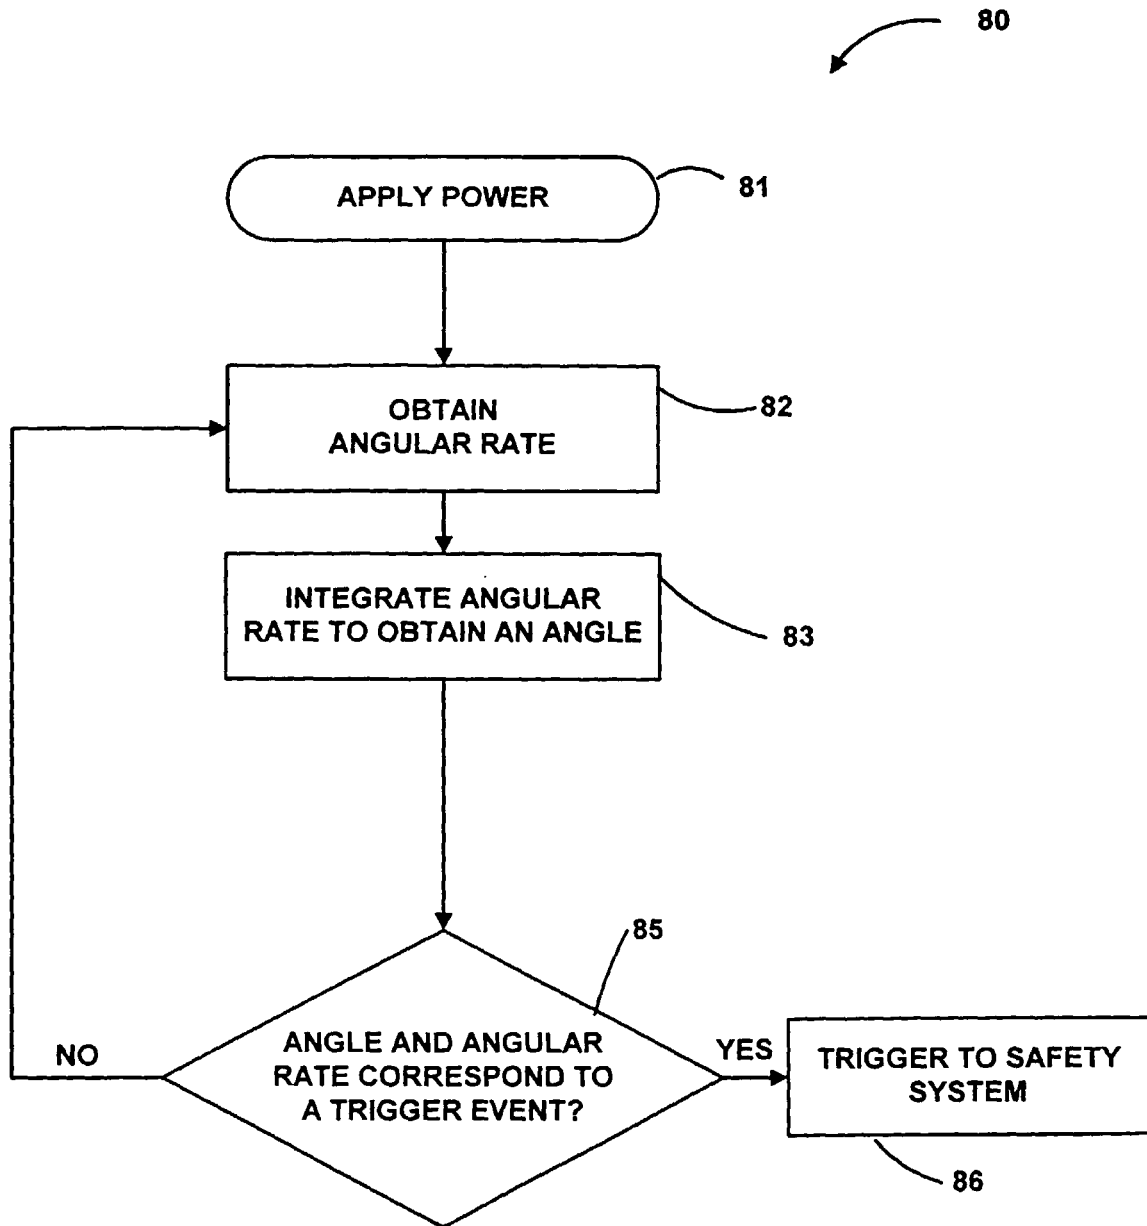 80
APPLY POWER
81
OBTAIN
ANGULAR RATE
82
INTEGRATE ANGULAR
RATE TO OBTAIN AN ANGLE
83
85
ANGLE AND ANGULAR
RATE CORRESPOND TO
A TRIGGER EVENT?
NO
YES
TRIGGER TO SAFETY
SYSTEM
86